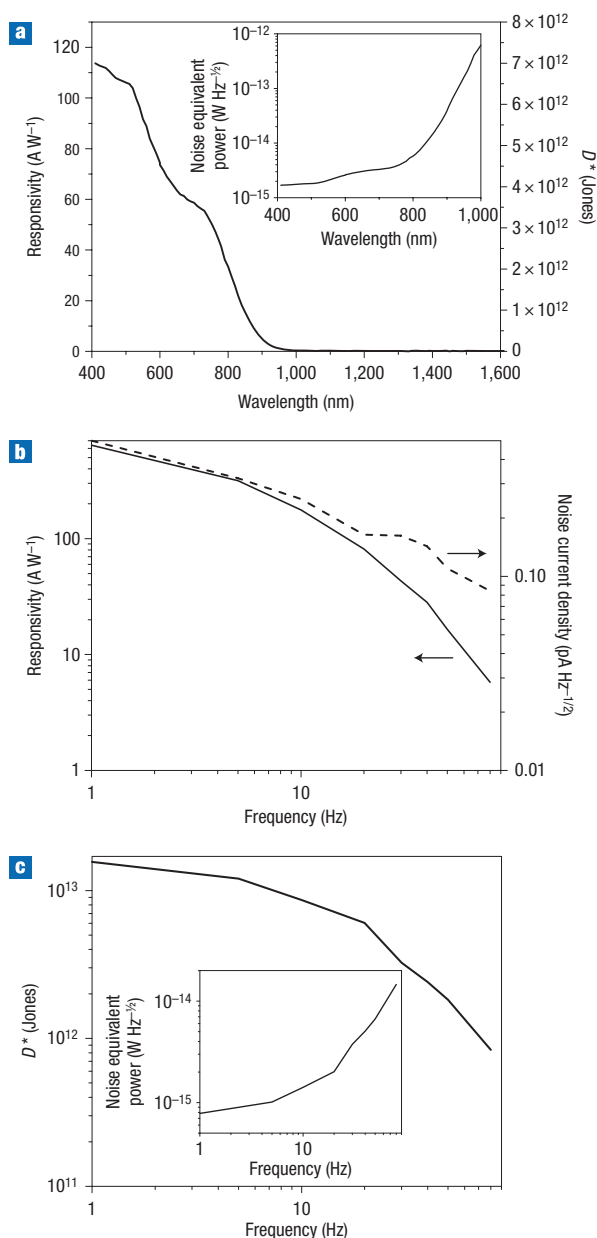 a
120
100
80
60
40
20
0
Responsivity (A W⁻¹)
400 600 800 1,000 1,200 1,400 1,600
Wavelength (nm)
8 × 10¹²
7 × 10¹²
6 × 10¹²
5 × 10¹²
4 × 10¹²
3 × 10¹²
2 × 10¹²
1 × 10¹²
0
D* (Jones)
Noise equivalent
power (W Hz⁻½)
10⁻¹²
10⁻¹³
10⁻¹⁴
10⁻¹⁵
400 600 800 1,000
Wavelength (nm)
b
100
10
1
Responsivity (A W⁻¹)
1 10
Frequency (Hz)
0.10
0.01
Noise current
density (pA Hz⁻¹/²)
c
10¹³
10¹²
10¹¹
D* (Jones)
1 10
Frequency (Hz)
Noise equivalent
power (W Hz⁻½)
10⁻¹⁴
10⁻¹⁵
1 10
Frequency (Hz)